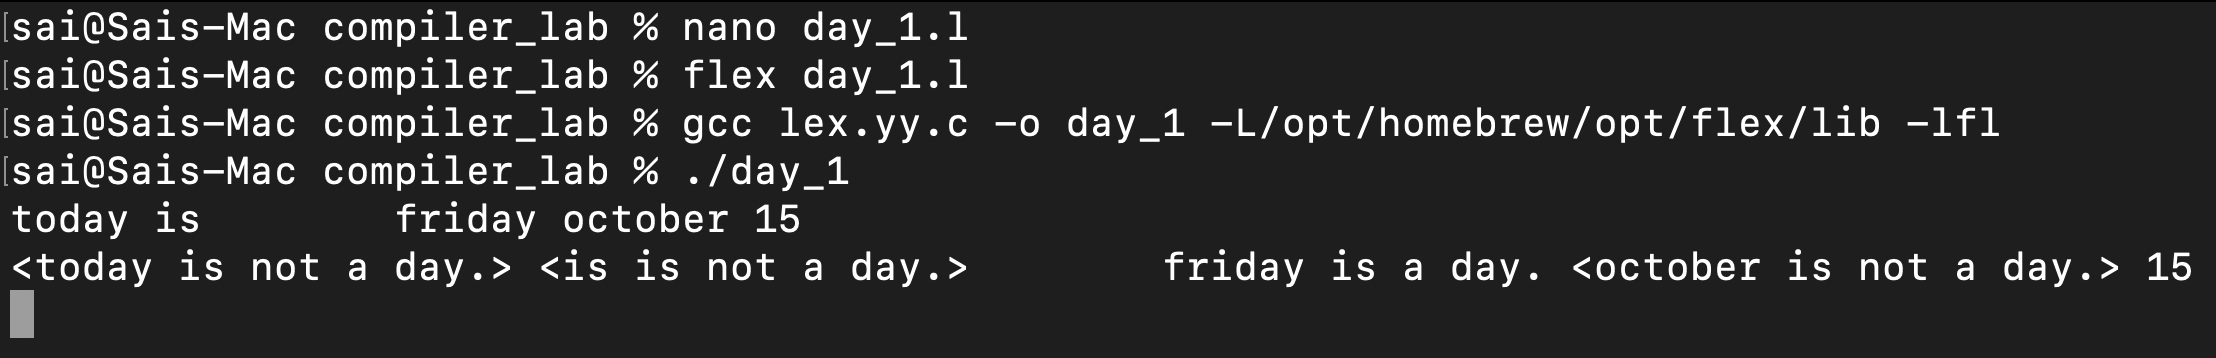 [sai@Sais-Mac compiler_lab % nano day_1.l
[sai@Sais-Mac compiler_lab % flex day_1.l
[sai@Sais-Mac compiler_lab % gcc lex.yy.c -o day_1 -L/opt/homebrew/opt/flex/lib -lfl
[sai@Sais-Mac compiler_lab % ./day_1
today is        friday october 15
<today is not a day.> <is is not a day.>        friday is a day. <october is not a day.> 15